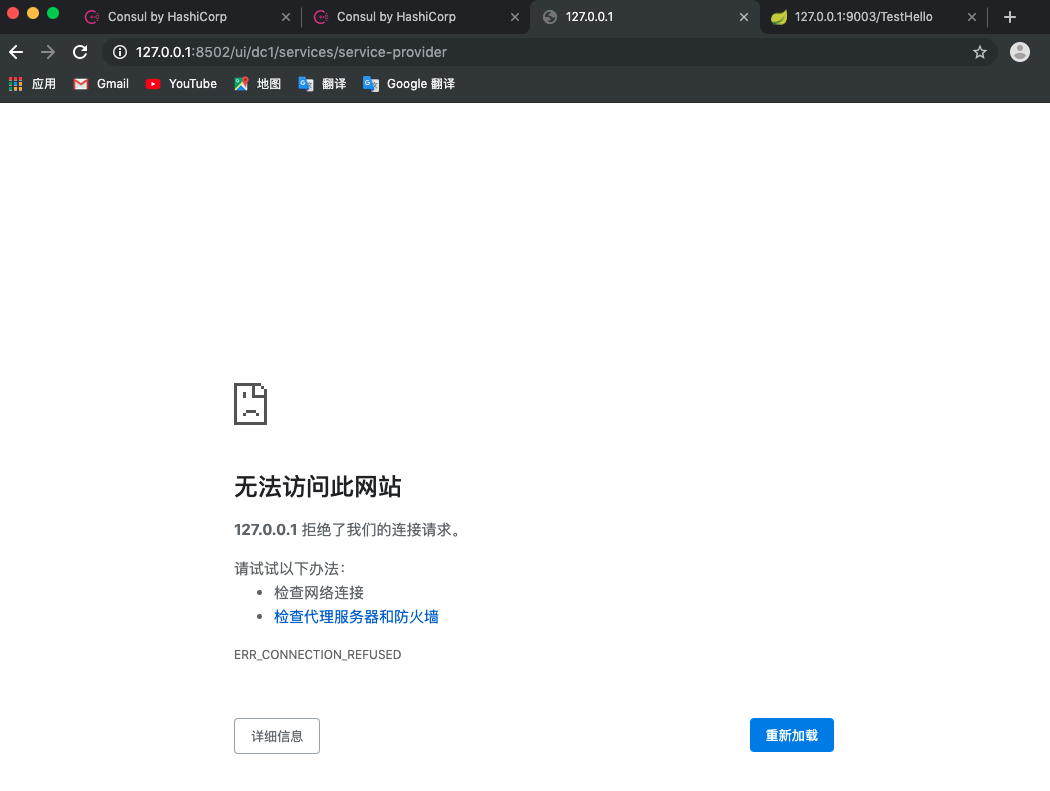 Consul by HashiCorp
Consul by HashiCorp
127.0.0.1
127.0.0.1:9003/TestHello
127.0.0.1:8502/ui/dc1/services/service-provider
应用
Gmail
YouTube
地图
翻译
Google 翻译
无法访问此网站
127.0.0.1 拒绝了我们的连接请求。
请试试以下办法：
• 检查网络连接
• 检查代理服务器和防火墙
ERR_CONNECTION_REFUSED
详细信息
重新加载